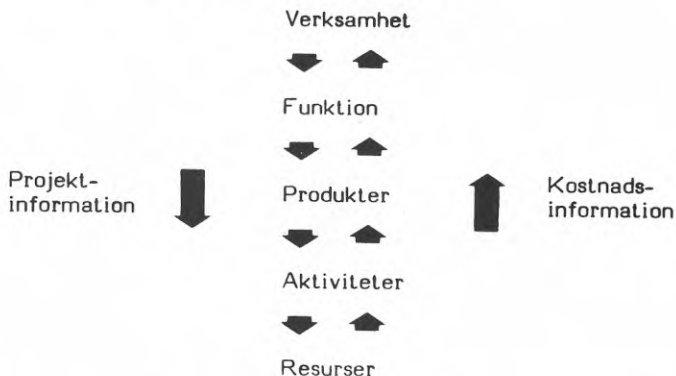 Verksamhet
Funktion
Projekt-
information
Produkter
Kostnads-
information
Aktiviteter
Resurser